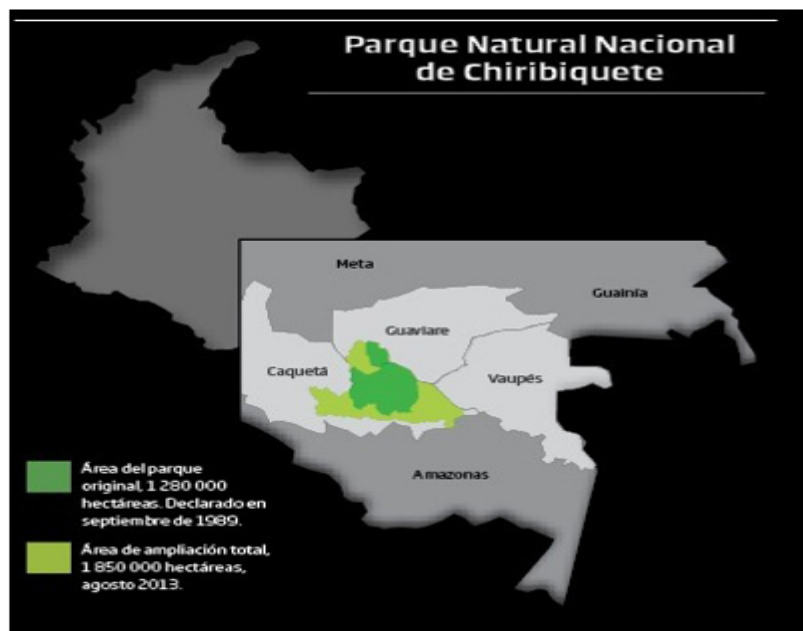 Parque Natural Nacional
de Chiribiquete
Meta
Guainía
Guaviare
Caquetá
Vaupés
Amazonas
Área del parque
original, 1 280 000
hectáreas. Declarado en
septiembre de 1989.
Área de ampliación total,
1 850 000 hectáreas,
agosto 2013.